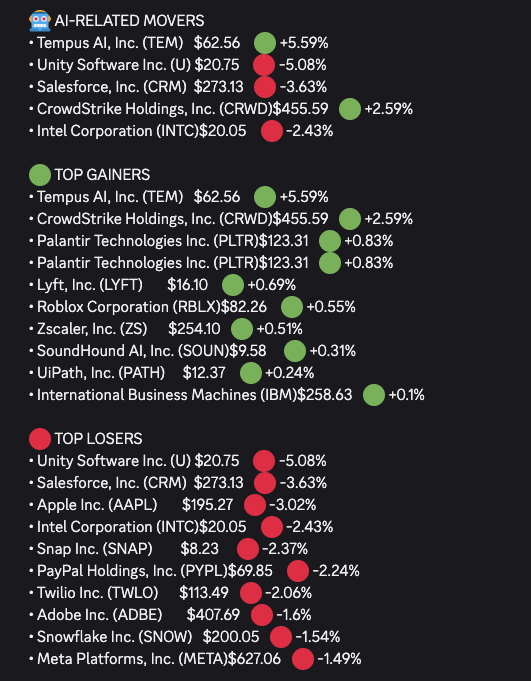 AI-RELATED MOVERS
• Tempus AI, Inc. (TEM) $62.56 +5.59%
• Unity Software Inc. (U) $20.75 -5.08%
• Salesforce, Inc. (CRM) $273.13 -3.63%
• CrowdStrike Holdings, Inc. (CRWD)$455.59 +2.59%
• Intel Corporation (INTC)$20.05 -2.43%
TOP GAINERS
• Tempus AI, Inc. (TEM) $62.56 +5.59%
• CrowdStrike Holdings, Inc. (CRWD)$455.59 +2.59%
• Palantir Technologies Inc. (PLTR)$123.31 +0.83%
• Palantir Technologies Inc. (PLTR)$123.31 +0.83%
• Lyft, Inc. (LYFT) $16.10 +0.69%
• Roblox Corporation (RBLX)$82.26 +0.55%
• Zscaler, Inc. (ZS) $254.10 +0.51%
• SoundHound AI, Inc. (SOUN)$9.58 +0.31%
• UiPath, Inc. (PATH) $12.37 +0.24%
• International Business Machines (IBM)$258.63 +0.1%
TOP LOSERS
• Unity Software Inc. (U) $20.75 -5.08%
• Salesforce, Inc. (CRM) $273.13 -3.63%
• Apple Inc. (AAPL) $195.27 -3.02%
• Intel Corporation (INTC)$20.05 -2.43%
• Snap Inc. (SNAP) $8.23 -2.37%
• PayPal Holdings, Inc. (PYPL)$69.85 -2.24%
• Twilio Inc. (TWLO) $113.49 -2.06%
• Adobe Inc. (ADBE) $407.69 -1.6%
• Snowflake Inc. (SNOW) $200.05 -1.54%
• Meta Platforms, Inc. (META)$627.06 -1.49%